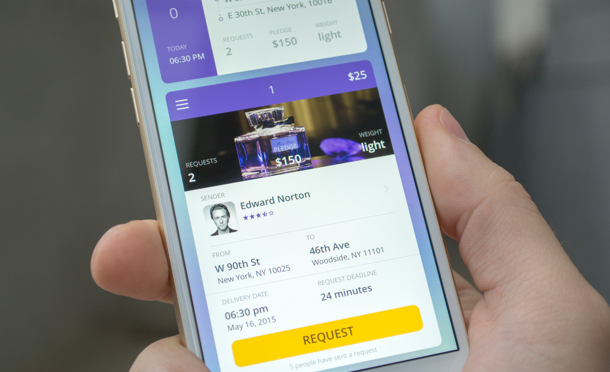 0
E 30th St, New York, 10016
TODAY
06:30 PM
REQUESTS
2
PLEDGE
$150
WEIGHT
light
1
$25
REQUESTS
2
PLEDGE
$150
WEIGHT
light
SENDER
Edward Norton
FROM
W 90th St
New York, NY 10025
TO
46th Ave
Woodside, NY 11101
DELIVERY DATE
06:30 pm
May 16, 2015
REQUEST DEADLINE
24 minutes
REQUEST
5 people have sent a request